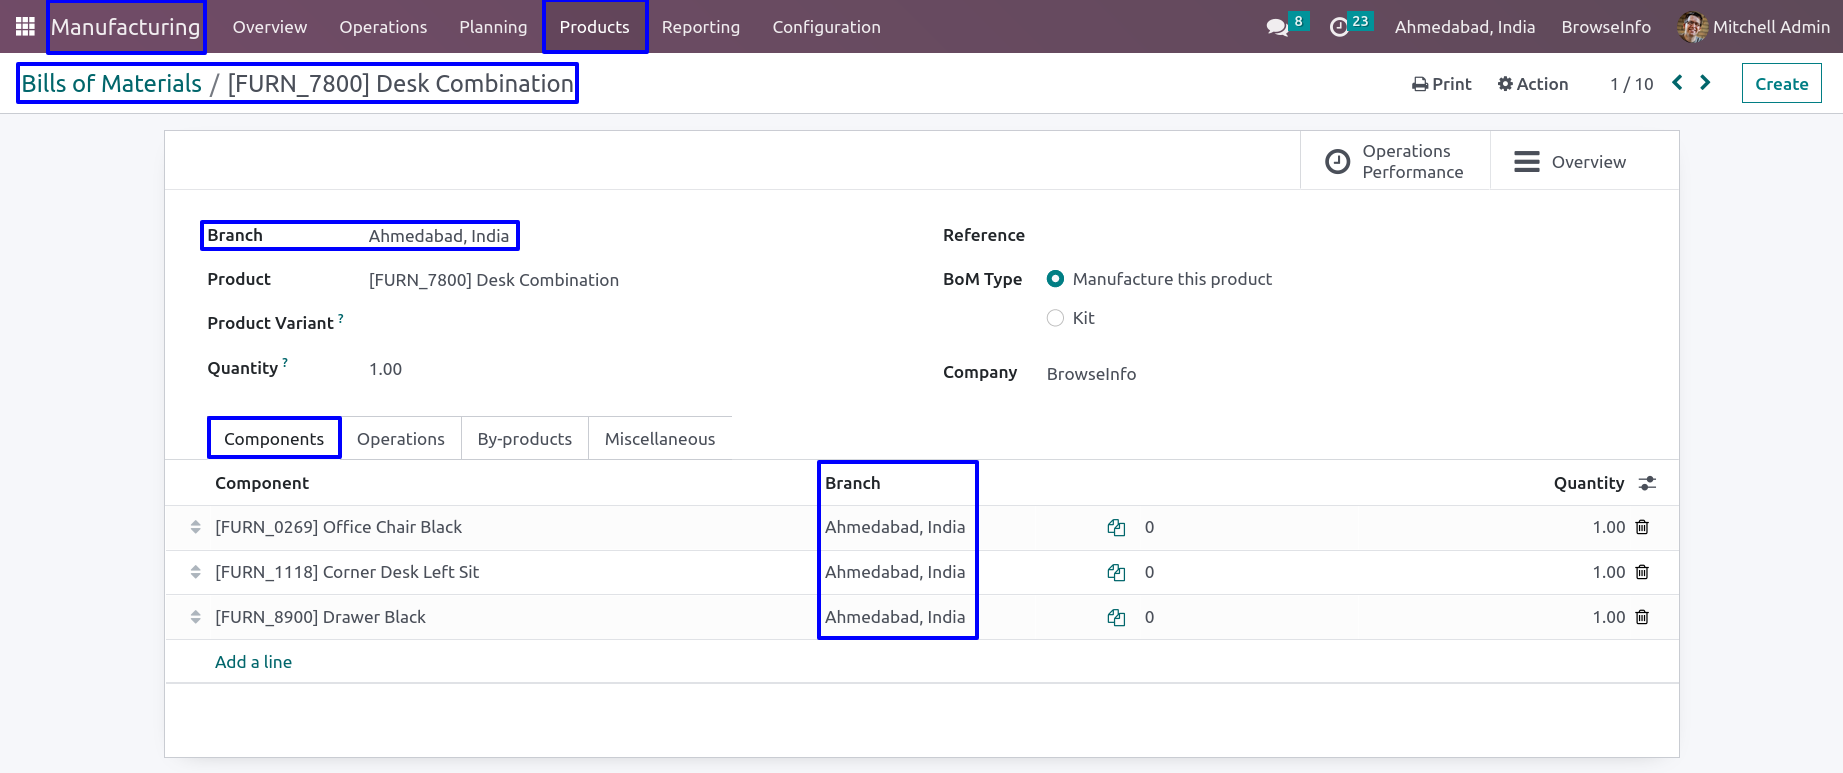 Manufacturing Overview Operations Planning Products Reporting Configuration 8 23 Ahmedabad, India BrowseInfo Mitchell Admin
Bills of Materials / [FURN_7800] Desk Combination Print Action 1 / 10 Create
Operations Performance Overview
Branch Ahmedabad, India Reference
Product [FURN_7800] Desk Combination BoM Type Manufacture this product
Kit
Product Variant ?
Quantity ? 1.00 Company BrowseInfo
Components Operations By-products Miscellaneous
Component Branch Quantity
[FURN_0269] Office Chair Black Ahmedabad, India 0 1.00
[FURN_1118] Corner Desk Left Sit Ahmedabad, India 0 1.00
[FURN_8900] Drawer Black Ahmedabad, India 0 1.00
Add a line